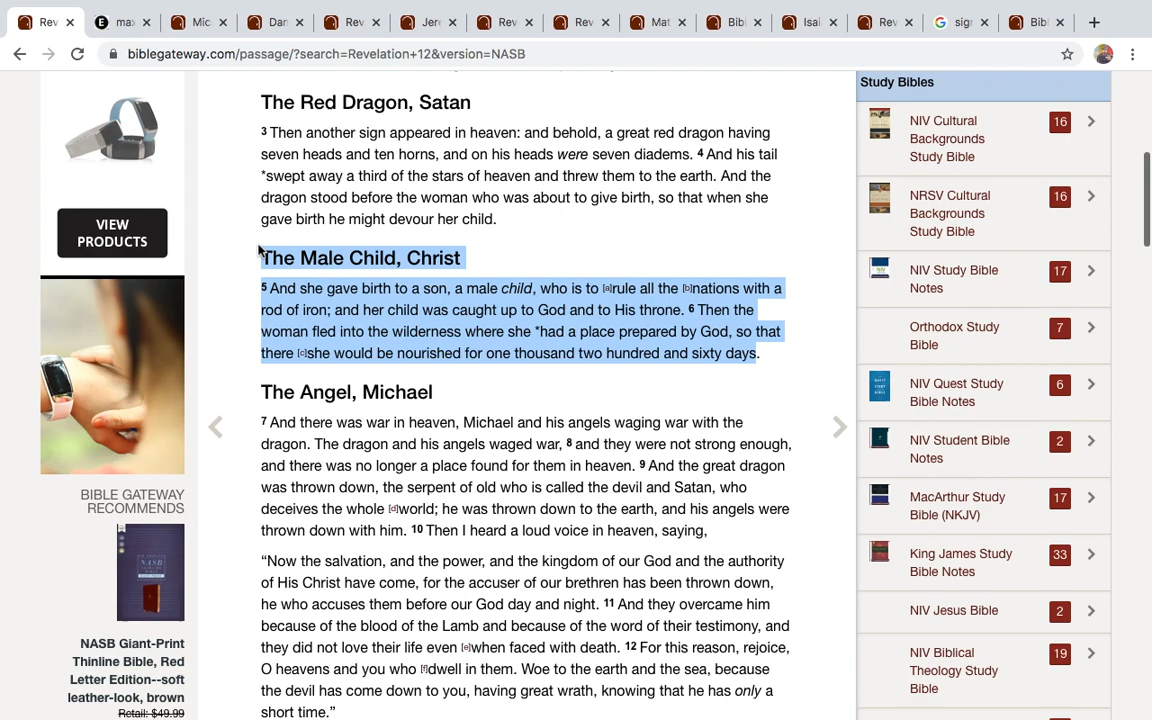 Rev
max
Mic
Dan
Rev
Jere
Rev
Rev
Mat
Bibl
Isai
Rev
sign
Bibl
biblegateway.com/passage/?search=Revelation+12&version=NASB
VIEW
PRODUCTS
BIBLE GATEWAY
RECOMMENDS
NASB Giant-Print
Thinline Bible, Red
Letter Edition--soft
leather-look, brown
Retail: $49.99
The Red Dragon, Satan
3 Then another sign appeared in heaven: and behold, a great red dragon having
seven heads and ten horns, and on his heads were seven diadems. 4 And his tail
*swept away a third of the stars of heaven and threw them to the earth. And the
dragon stood before the woman who was about to give birth, so that when she
gave birth he might devour her child.
The Male Child, Christ
5 And she gave birth to a son, a male child, who is to [a]rule all the [b]nations with a
rod of iron; and her child was caught up to God and to His throne. 6 Then the
woman fled into the wilderness where she *had a place prepared by God, so that
there [c]she would be nourished for one thousand two hundred and sixty days.
The Angel, Michael
7 And there was war in heaven, Michael and his angels waging war with the
dragon. The dragon and his angels waged war, 8 and they were not strong enough,
and there was no longer a place found for them in heaven. 9 And the great dragon
was thrown down, the serpent of old who is called the devil and Satan, who
deceives the whole [d]world; he was thrown down to the earth, and his angels were
thrown down with him. 10 Then I heard a loud voice in heaven, saying,
“Now the salvation, and the power, and the kingdom of our God and the authority
of His Christ have come, for the accuser of our brethren has been thrown down,
he who accuses them before our God day and night. 11 And they overcame him
because of the blood of the Lamb and because of the word of their testimony, and
they did not love their life even [e]when faced with death. 12 For this reason, rejoice,
O heavens and you who [f]dwell in them. Woe to the earth and the sea, because
the devil has come down to you, having great wrath, knowing that he has only a
short time.”
Study Bibles
NIV Cultural
Backgrounds
Study Bible
16
NRSV Cultural
Backgrounds
Study Bible
16
NIV Study Bible
Notes
17
Orthodox Study
Bible
7
NIV Quest Study
Bible Notes
6
NIV Student Bible
Notes
2
MacArthur Study
Bible (NKJV)
17
King James Study
Bible Notes
33
NIV Jesus Bible
2
NIV Biblical
Theology Study
Bible
19